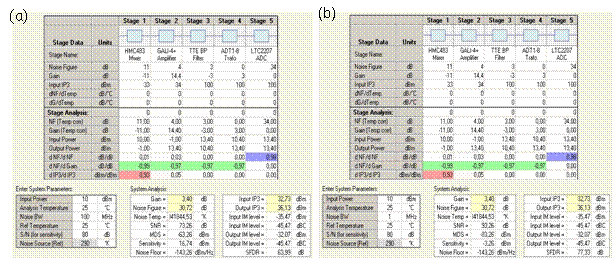 (a)
Stage 1 Stage 2 Stage 3 Stage 4 Stage 5
Stage Data Units
Stage Name: HMC483 Mixer GALI-4+ Amplifier TTE BP Filter ADT1-8 Trafo LTC2207 ADC
Noise Figure dB 11 4 3 0 34
Gain dB -11 14,4 -3 3 0
Input IP3 dBm 33 34 100 100 100
dNF/dTemp dB/°C 0 0 0 0 0
dG/dTemp dB/°C 0 0 0 0 0
Stage Analysis:
NF (Temp corr) dB 11,00 4,00 3,00 0,00 34,00
Gain (Temp corr) dB -11,00 14,40 -3,00 3,00 0,00
Input Power dBm 10,00 -1,00 13,40 10,40 13,40
Output Power dBm -1,00 13,40 10,40 13,40 13,40
d NF/d NF dB/dB 0,01 0,03 0,00 0,00
d NF/d Gain dB/dB -0,99 -0,97 -0,97 -0,97 0,00
d IP3/d IP3 dBm/dBm 0,93 0,05 0,00 0,00 0,00
Enter System Parameters:
Input Power 10 dBm
Analysis Temperature 25 °C
Noise BW 100 MHz
Ref Temperature 25 °C
S/N (for sensitivity) 80 dB
Noise Source (Ref) 290 °K
System Analysis:
Gain = 3,40 dB Input IP3 = 32,73 dBm
Noise Figure = 30,72 dB Output IP3 = 36,13 dBm
Noise Temp = °K Input IM level = -35,47 dBm
SNR = 73,26 dB Input IM level = -45,47 dBC
MDS = -63,26 dBm Output IM level = -32,07 dBm
Sensitivity = 16,74 dBm Output IM level = -45,47 dBC
Noise Floor = -143,26 dBm/Hz SFDR = 63,99 dB
(b)
Stage 1 Stage 2 Stage 3 Stage 4 Stage 5
Stage Data Units
Stage Name: HMC483 Mixer GALI-4+ Amplifier TTE BP Filter ADT1-8 Trafo LTC2207 ADC
Noise Figure dB 11 4 3 0 34
Gain dB -11 14,4 -3 3 0
Input IP3 dBm 33 34 100 100 100
dNF/dTemp dB/°C 0 0 0 0 0
dG/dTemp dB/°C 0 0 0 0 0
Stage Analysis:
NF (Temp corr) dB 11,00 4,00 3,00 0,00 34,00
Gain (Temp corr) dB -11,00 14,40 -3,00 3,00 0,00
Input Power dBm 10,00 -1,00 13,40 10,40 13,40
Output Power dBm -1,00 13,40 10,40 13,40 13,40
d NF/d NF dB/dB 0,01 0,03 0,00 0,00
d NF/d Gain dB/dB -0,99 -0,97 -0,97 -0,97 0,00
d IP3/d IP3 dBm/dBm 0,93 0,05 0,00 0,00 0,00
Enter System Parameters:
Input Power 10 dBm
Analysis Temperature 25 °C
Noise BW 1 MHz
Ref Temperature 25 °C
S/N (for sensitivity) 80 dB
Noise Source (Ref) 290 °K
System Analysis:
Gain = 3,40 dB Input IP3 = 32,73 dBm
Noise Figure = 30,72 dB Output IP3 = 36,13 dBm
Noise Temp = °K Input IM level = -35,47 dBm
SNR = 93,26 dB Input IM level = -45,47 dBC
MDS = -83,26 dBm Output IM level = -32,07 dBm
Sensitivity = -3,26 dBm Output IM level = -45,47 dBC
Noise Floor = -143,26 dBm/Hz SFDR = 77,33 dB